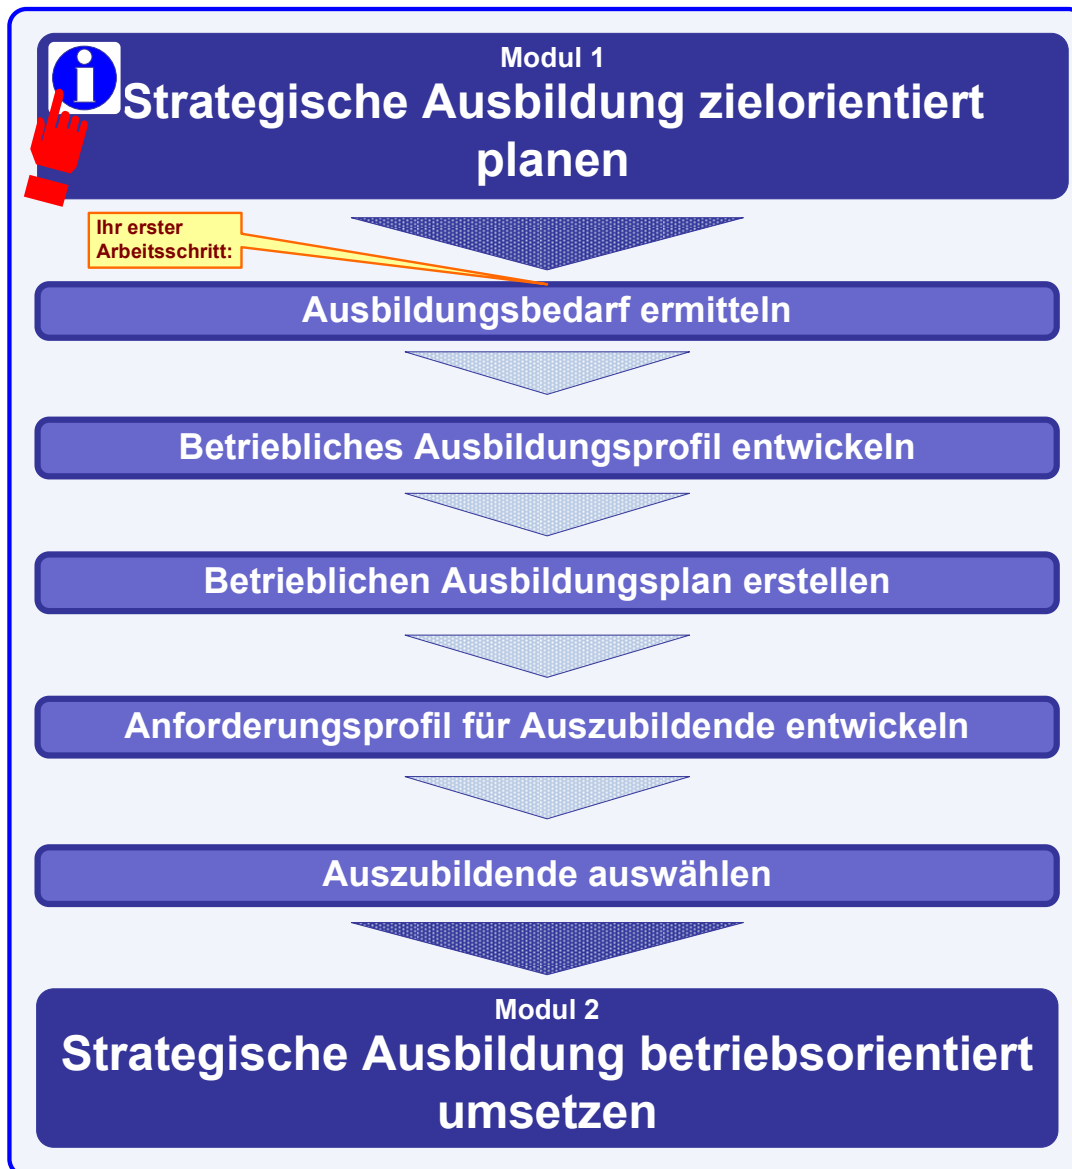 Modul 1
Strategische Ausbildung zielorientiert
planen
Ihr erster
Arbeitsschritt:
Ausbildungsbedarf ermitteln
Betriebliches Ausbildungsprofil entwickeln
Betrieblichen Ausbildungsplan erstellen
Anforderungsprofil für Auszubildende entwickeln
Auszubildende auswählen
Modul 2
Strategische Ausbildung betriebsorientiert
umsetzen